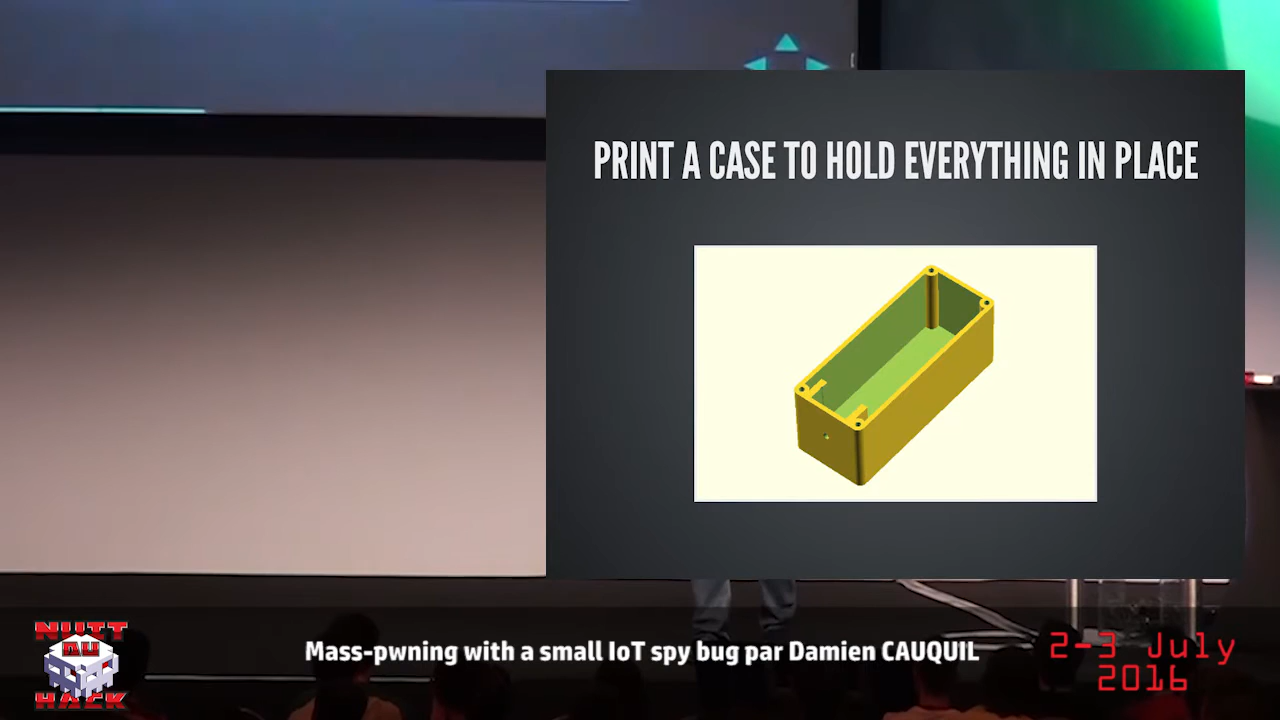 PRINT A CASE TO HOLD EVERYTHING IN PLACE
NUIT
DU
HACK
Mass-pwning with a small IoT spy bug par Damien CAUQUIL
2-3 July
2016